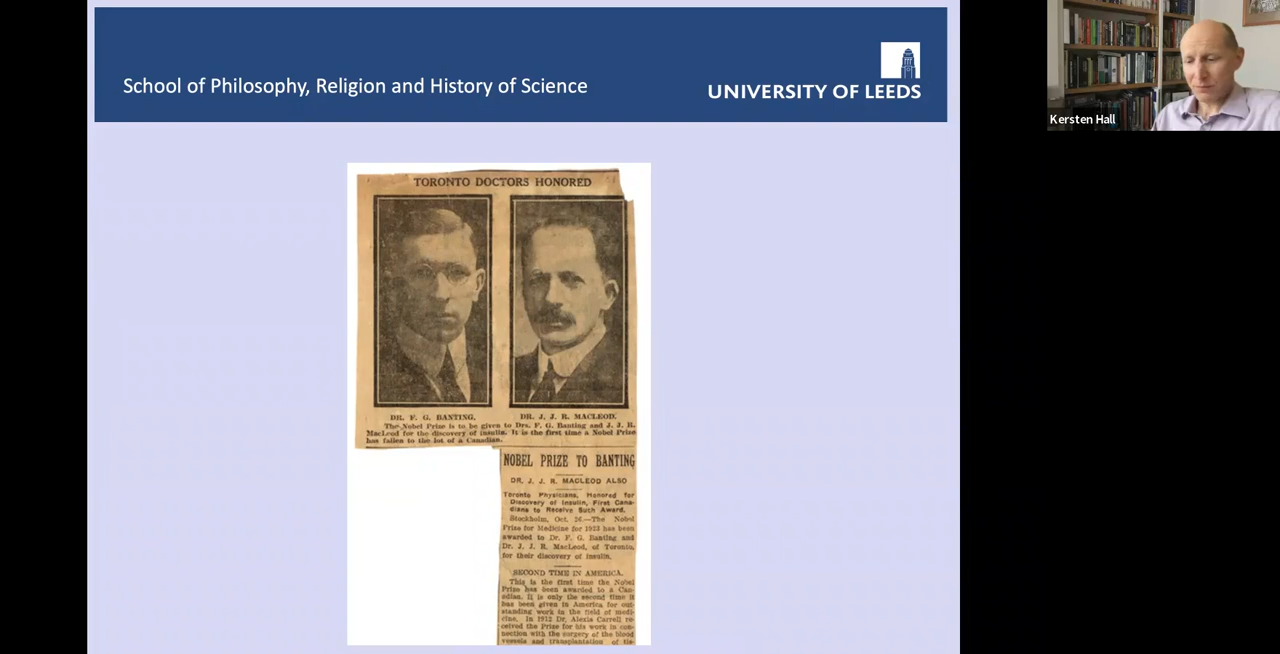 School of Philosophy, Religion and History of Science
UNIVERSITY OF LEEDS
Kersten Hall
TORONTO DOCTORS HONORED
DR. F. G. BANTING.
DR. J. J. R. MACLEOD.
The Nobel Prize is to be given to Drs. F. G. Banting and J. J. R.
MacLeod for the discovery of insulin. It is the first time a Nobel Prize
has fallen to the lot of a Canadian.
NOBEL PRIZE TO BANTING
DR. J. J. R. MACLEOD ALSO
Toronto Physicians, Honored for
Discovery of Insulin, First Cana-
dians to Receive Such Award.
Stockholm, Oct. 26.—The Nobel
Prize for Medicine for 1923 has been
awarded to Dr. F. G. Banting and
Dr. J. J. R. MacLeod, of Toronto,
for their discovery of insulin.
SECOND TIME IN AMERICA.
This is the first time the Nobel
Prize has been awarded to a Can-
adian. It is only the second time it
has been given in America for out-
standing work in the field of medi-
cine. In 1912 Dr. Alexis Carrell re-
ceived the Prize for his work in con-
nection with the surgery of the blood
vessels and transplantation of tis-